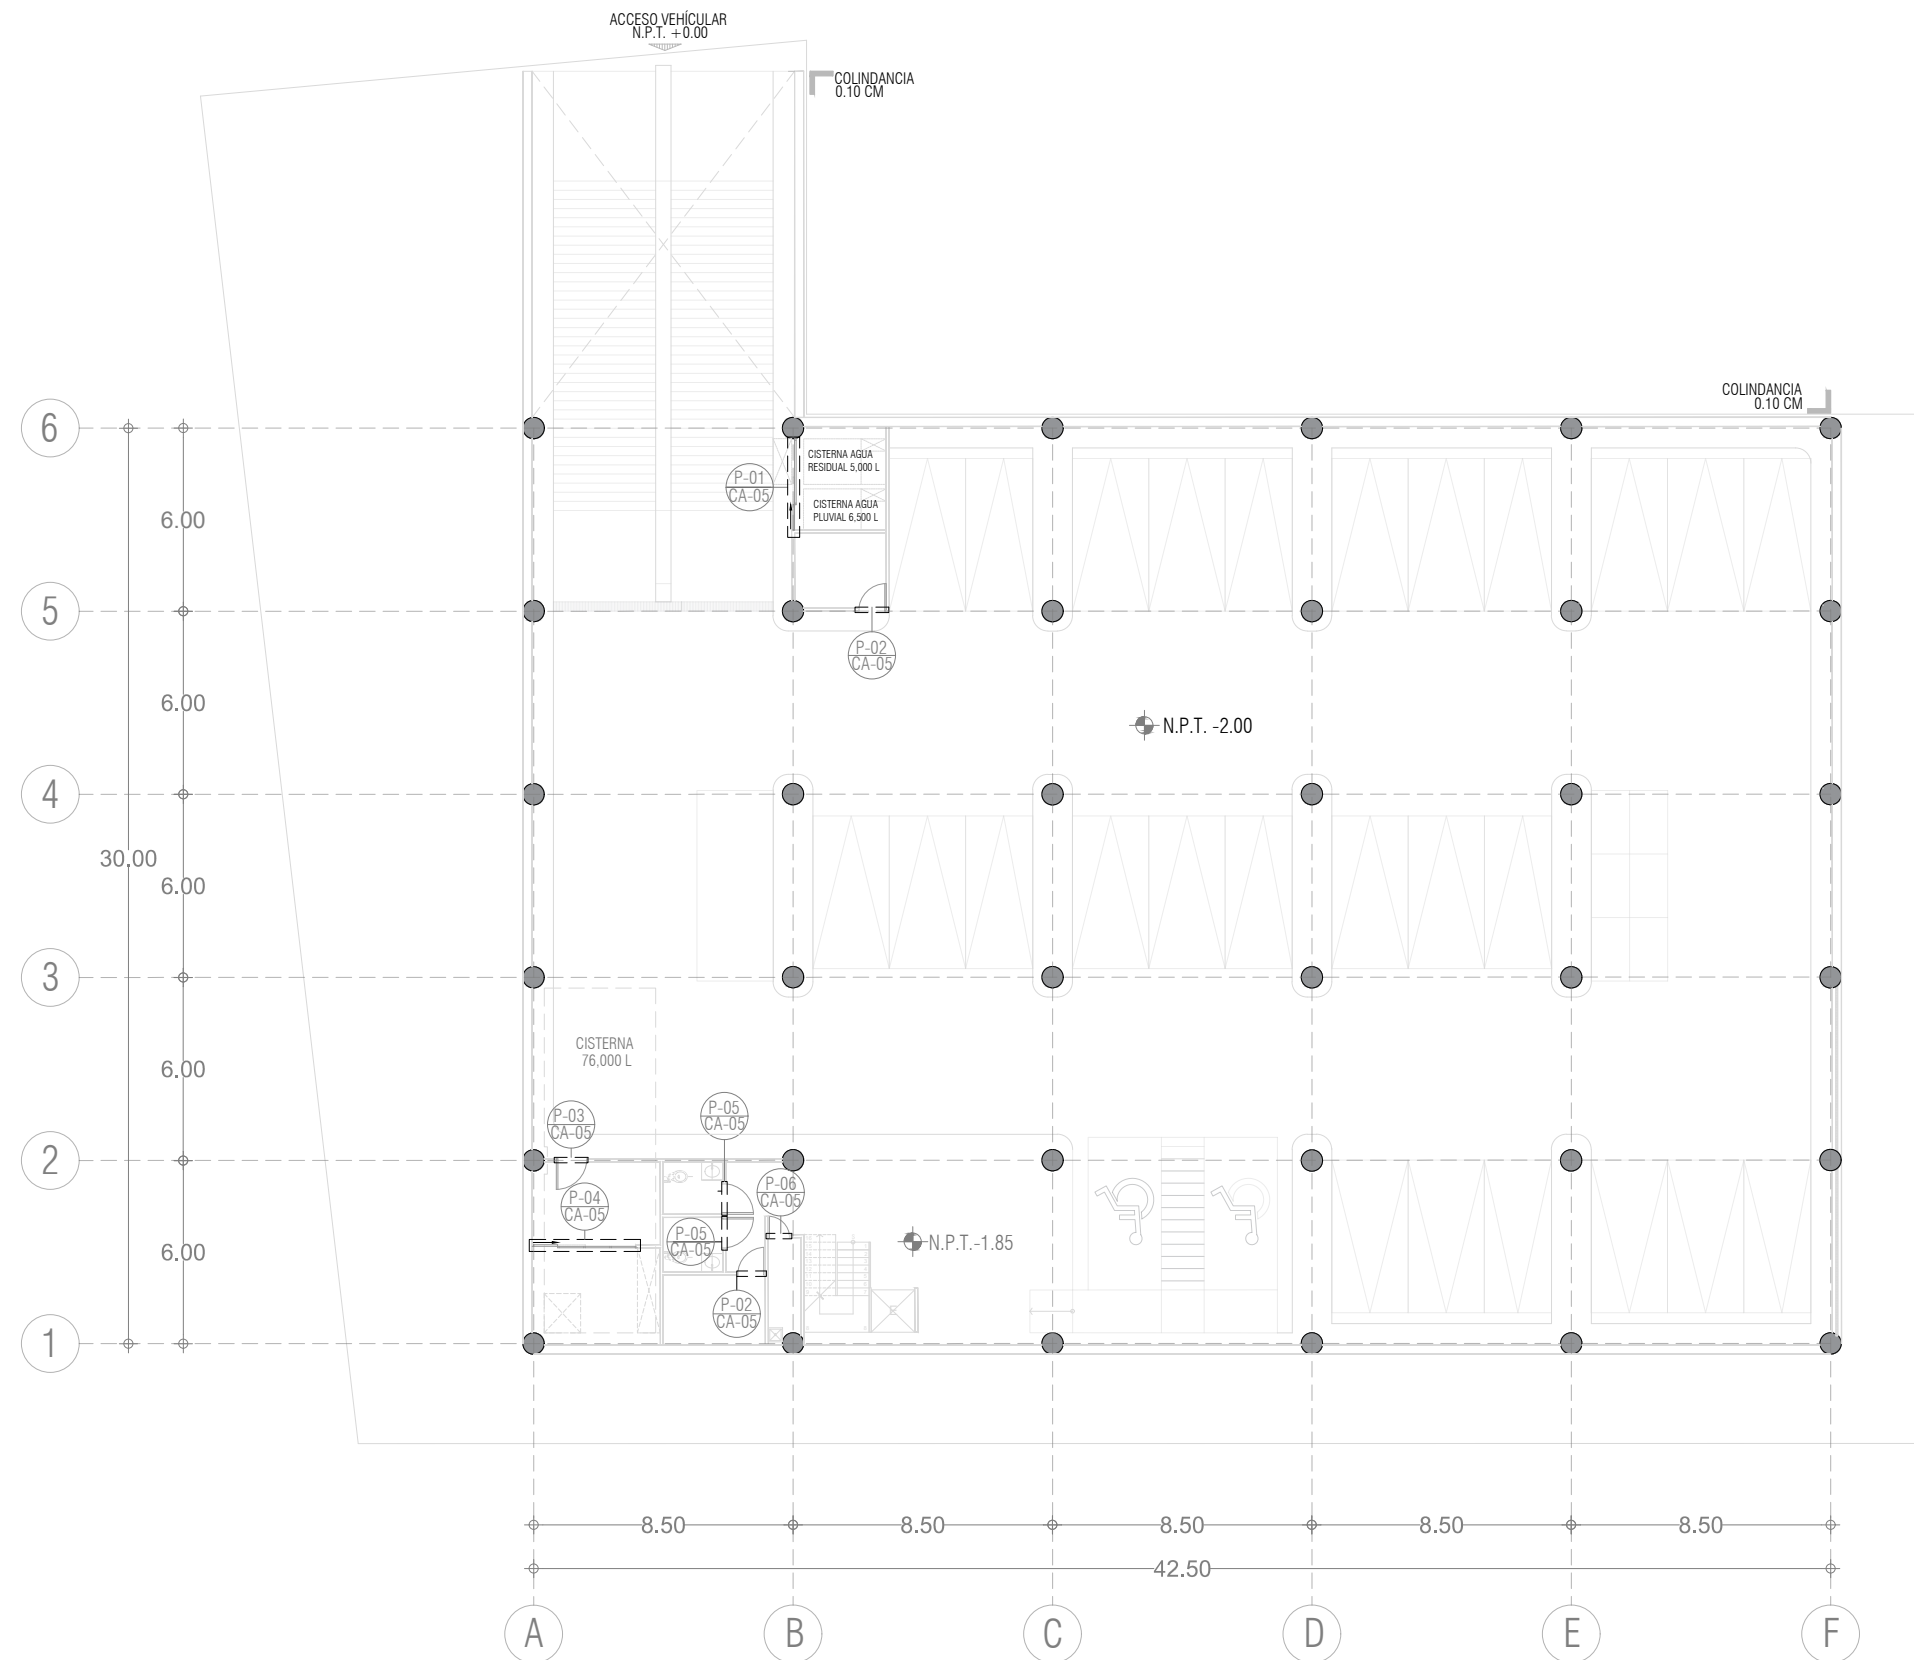 ACCESO VEHÍCULAR
N.P.T. +0.00
COLINDANCIA
0.10 CM
COLINDANCIA
0.10 CM
6
CISTERNA AGUA
RESIDUAL 5,000 L
P-01
CA-05
CISTERNA AGUA
PLUVIAL 6,500 L
6.00
5
P-02
CA-05
6.00
N.P.T. -2.00
4
30.00
6.00
3
CISTERNA
76,000 L
6.00
P-03
CA-05
P-05
CA-05
2
P-04
CA-05
P-06
CA-05
P-05
CA-05
N.P.T.-1.85
6.00
P-02
CA-05
E
1
8.50
8.50
8.50
8.50
8.50
42.50
A
B
C
D
E
F